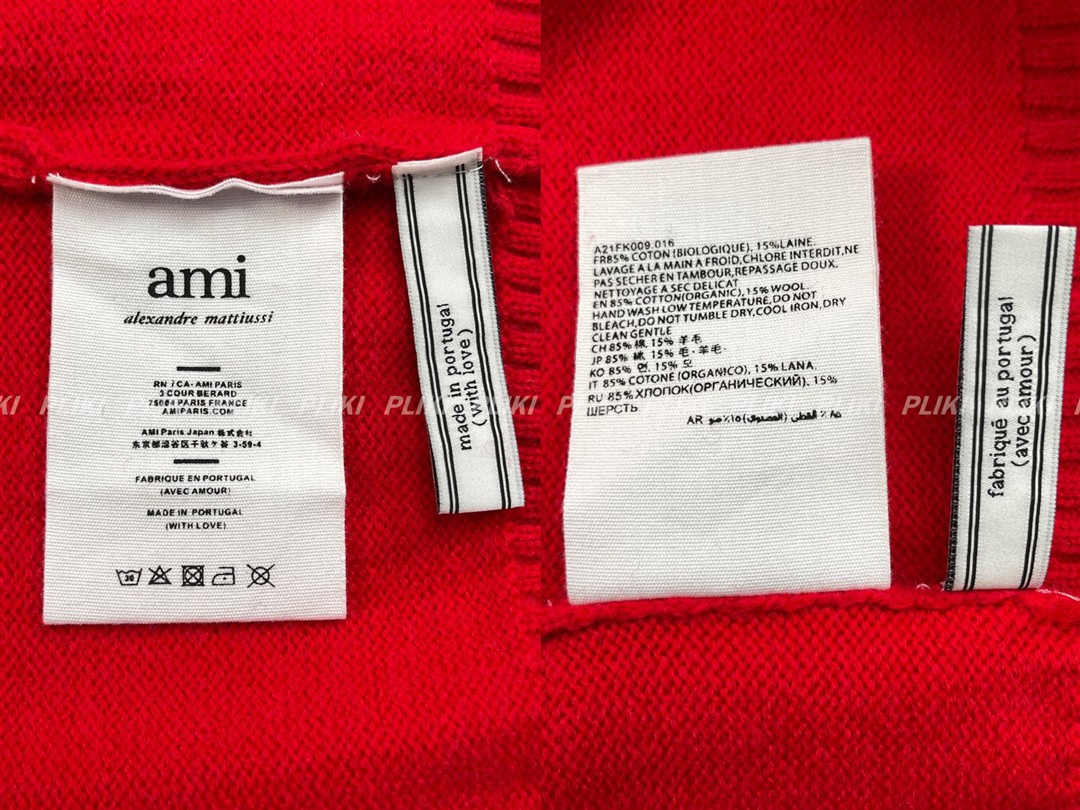 ami
alexandre mattiussi
RN / CA - AMI PARIS
3 COUR BERARD
75004 PARIS FRANCE
AMIPARIS.COM
AMI Paris Japan 株式会社
东京都涩谷区千驮ケ谷 3-59-4
FABRIQUE EN PORTUGAL
(AVEC AMOUR)
MADE IN PORTUGAL
(WITH LOVE)
30
made in portugal
(with love)
A21FK009.016
FR85% COTON (BIOLOGIQUE), 15%LAINE.
LAVAGE A LA MAIN A FROID,CHLORE INTERDIT,NE
PAS SECHER EN TAMBOUR,REPASSAGE DOUX.
NETTOYAGE A SEC DELICAT
EN 85% COTTON(ORGANIC), 15% WOOL.
HAND WASH LOW TEMPERATURE,DO NOT
BLEACH,DO NOT TUMBLE DRY,COOL IRON, DRY
CLEAN GENTLE
CH 85% 棉, 15% 羊毛
JP 85% 綿, 15% 毛·羊毛·
KO 85% 면, 15% 모
IT 85% COTONE (ORGANICO), 15% LANA.
RU 85% ХЛОПОК(ОРГАНИЧЕСКИЙ). 15%
ШЕРСТЬ.
AR
fabriqué au portugal
(avec amour)
PLIKI PLIKI PLIKI PLIKI PLIKI